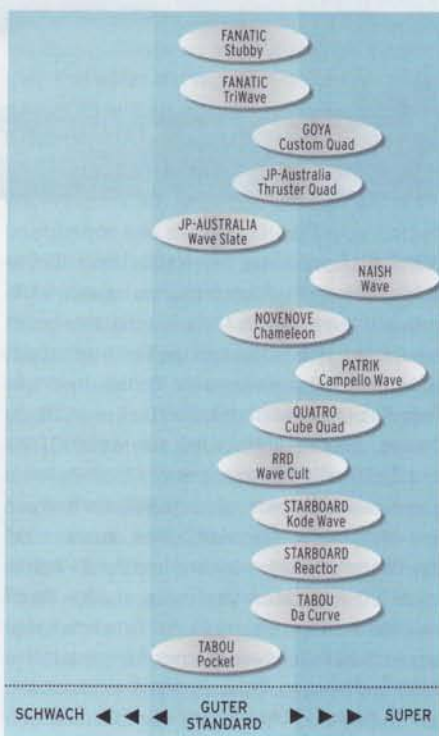 FANATIC
Stubby
FANATIC
TriWave
GOYA
Custom Quad
JP-Australia
Thruster Quad
JP-AUSTRALIA
Wave Slate
NAISH
Wave
NOVENOVE
Chameleon
PATRIK
Campello Wave
QUATRO
Cube Quad
RRD
Wave Cult
STARBOARD
Kode Wave
STARBOARD
Reactor
TABOU
Da Curve
TABOU
Pocket
SCHWACH ◄ ◄ ◄ GUTER STANDARD ► ► ► SUPER